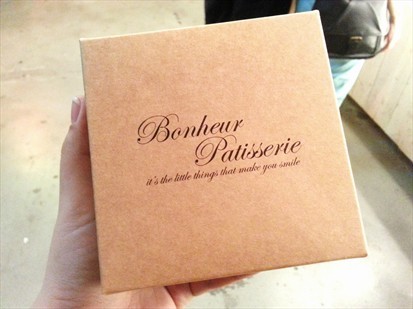 Bonheur
Patisserie
it's the little things that make you smile